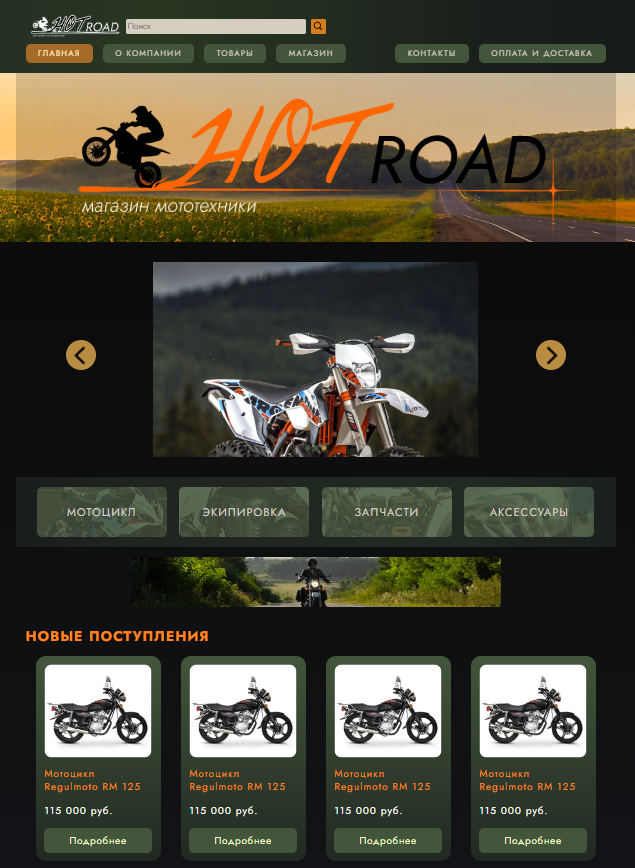 HOT ROAD
Поиск
ГЛАВНАЯ
О КОМПАНИИ
ТОВАРЫ
МАГАЗИН
КОНТАКТЫ
ОПЛАТА И ДОСТАВКА
HOT ROAD
магазин мототехники
МОТОЦИКЛ
ЭКИПИРОВКА
ЗАПЧАСТИ
АКСЕССУАРЫ
НОВЫЕ ПОСТУПЛЕНИЯ
Мотоцикл
Regulmoto RM 125
115 000 руб.
Подробнее
Мотоцикл
Regulmoto RM 125
115 000 руб.
Подробнее
Мотоцикл
Regulmoto RM 125
115 000 руб.
Подробнее
Мотоцикл
Regulmoto RM 125
115 000 руб.
Подробнее